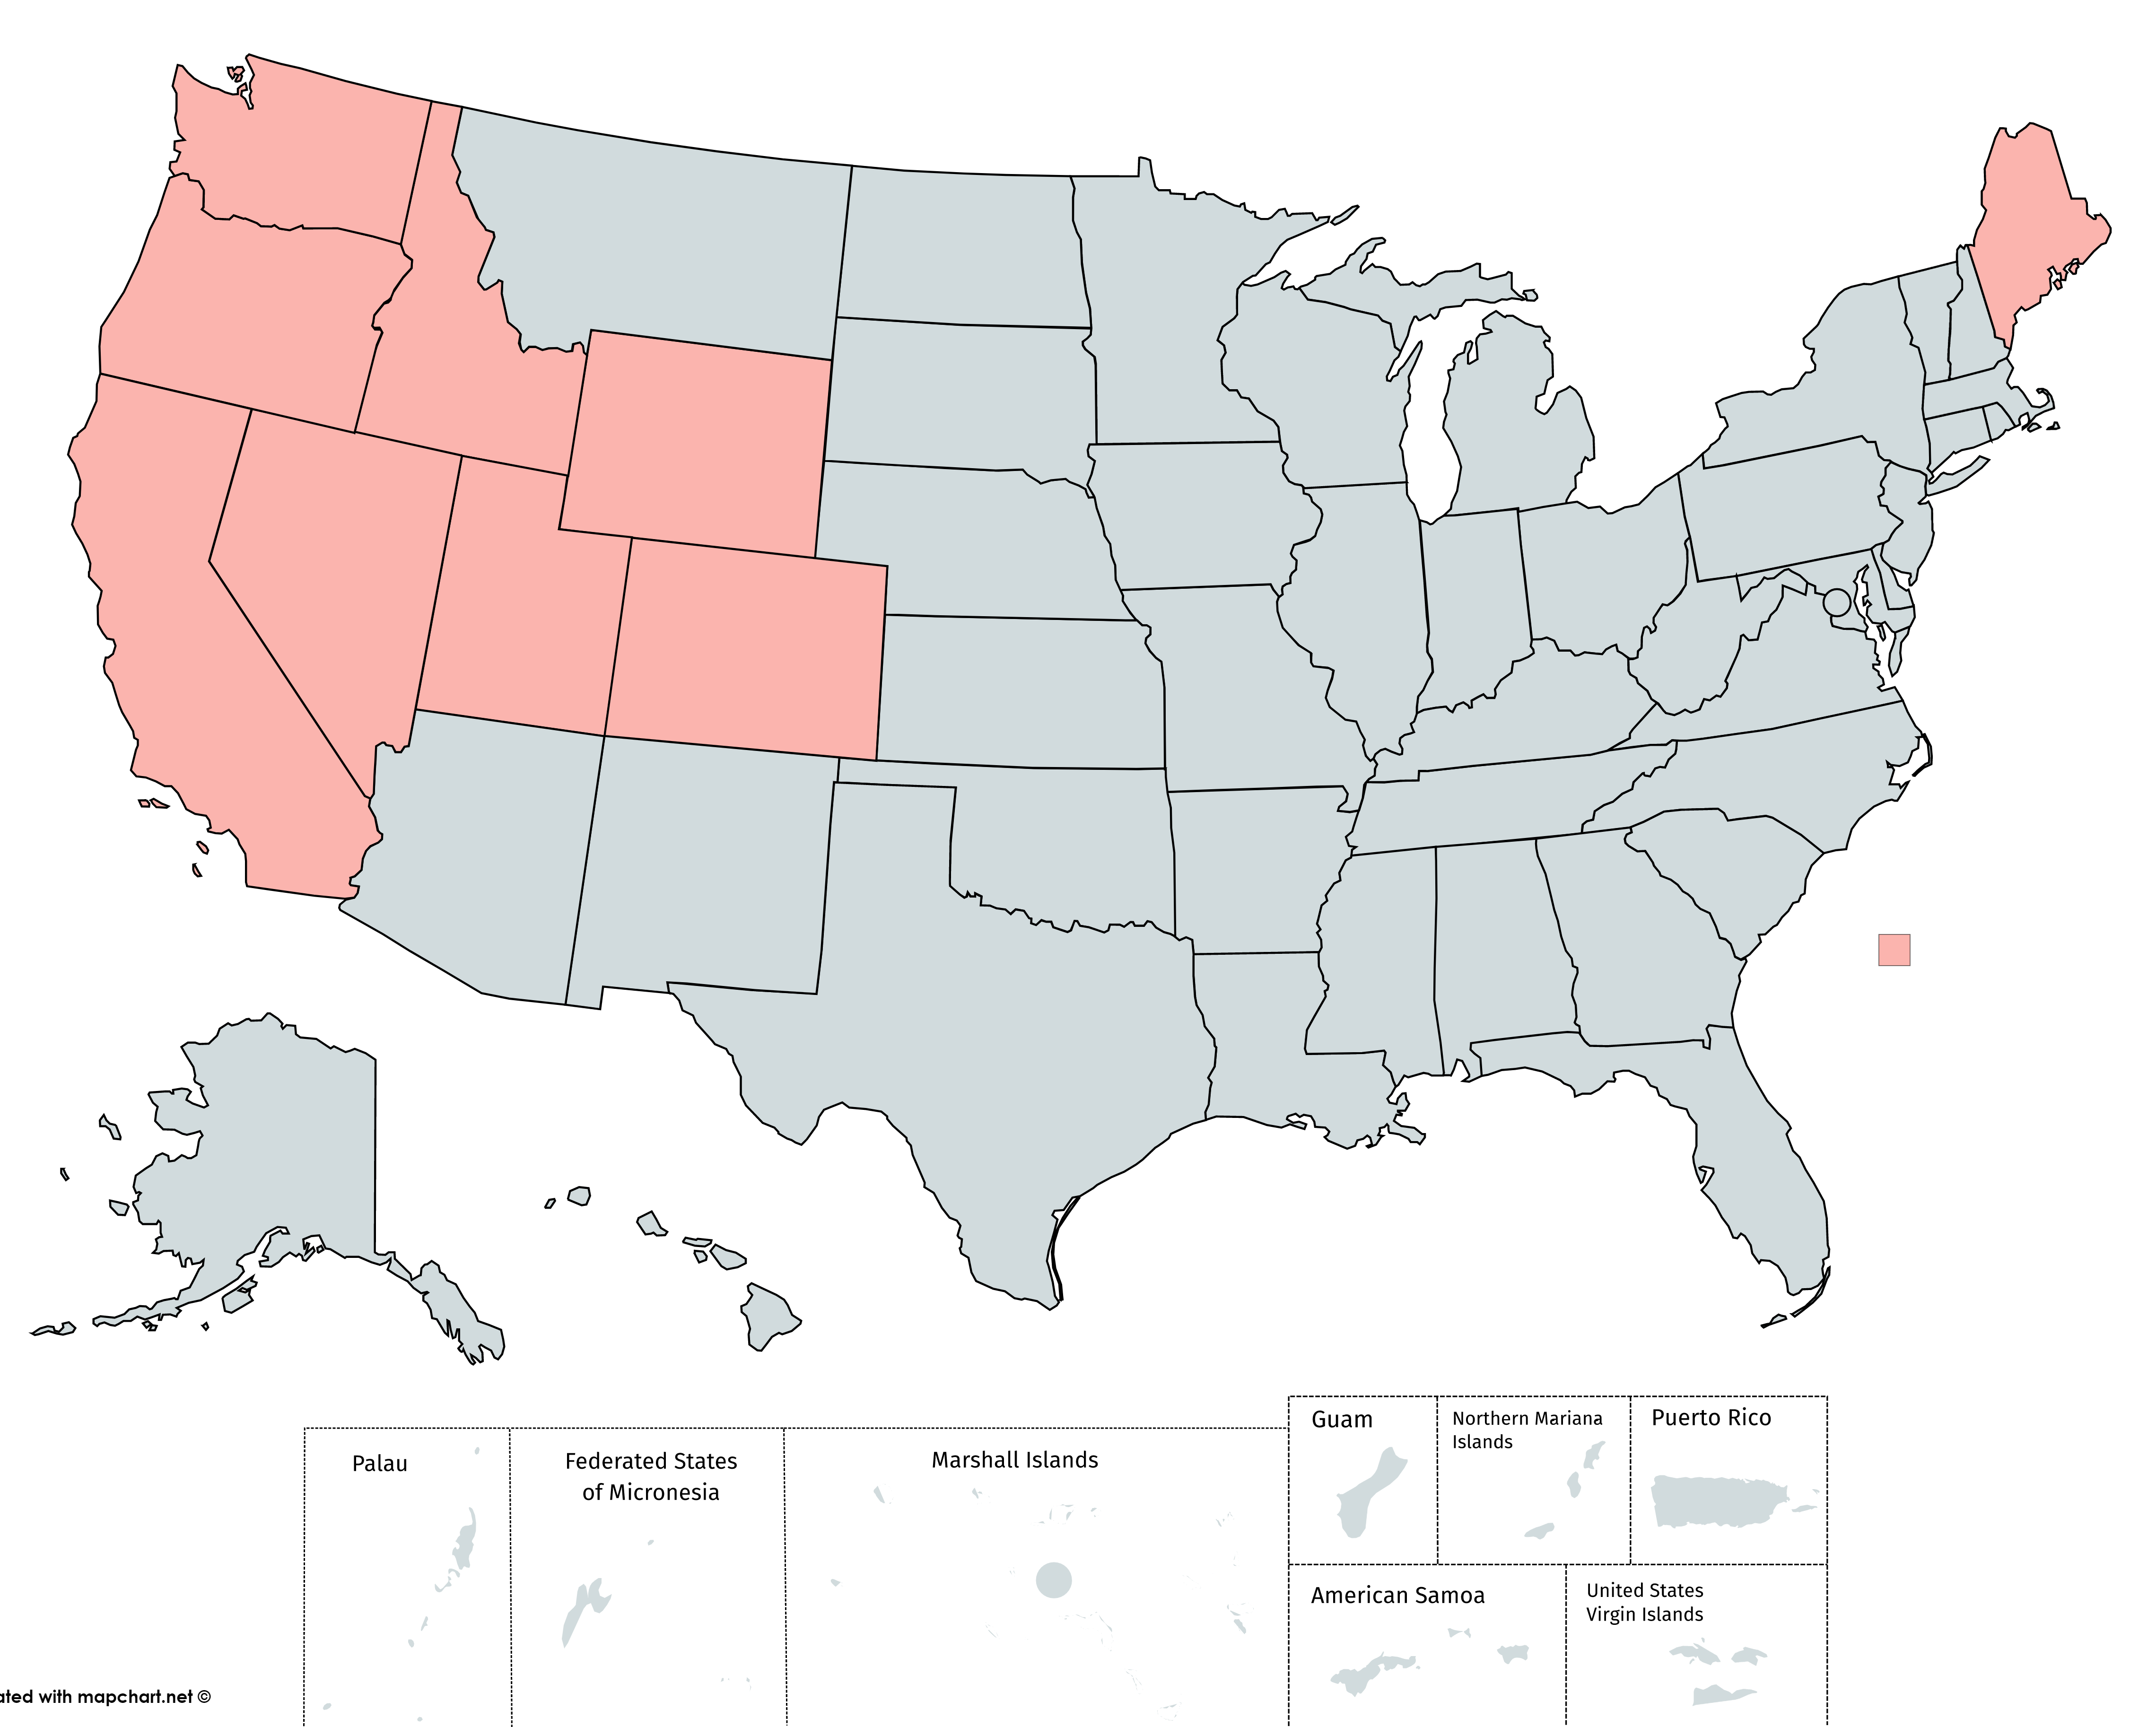 Guam
Northern Mariana
Islands
Puerto Rico
Palau
Federated States
of Micronesia
Marshall Islands
American Samoa
United States
Virgin Islands
ated with mapchart.net ©